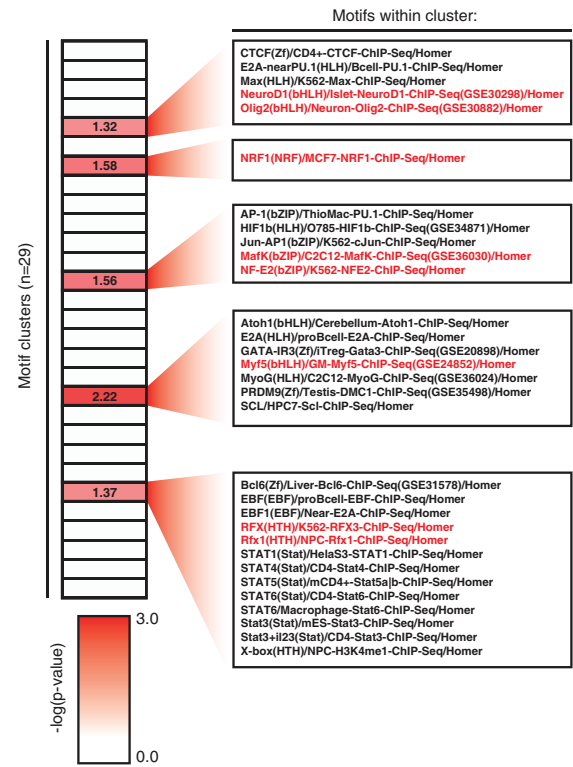 Motifs within cluster:
CTCF(Zf)/CD4+-CTCF-ChIP-Seq/Homer
E2A-nearPU.1(HLH)/Bcell-PU.1-ChIP-Seq/Homer
Max(HLH)/K562-Max-ChIP-Seq/Homer
NeuroD1(bHLH)/Islet-NeuroD1-ChIP-Seq(GSE30298)/Homer
Olig2(bHLH)/Neuron-Olig2-ChIP-Seq(GSE30882)/Homer
1.32
NRF1(NRF)/MCF7-NRF1-ChIP-Seq/Homer
1.58
AP-1(bZIP)/ThioMac-PU.1-ChIP-Seq/Homer
HIF1b(HLH)/O785-HIF1b-ChIP-Seq(GSE34871)/Homer
Jun-AP1(bZIP)/K562-cJun-ChIP-Seq/Homer
MafK(bZIP)/C2C12-MafK-ChIP-Seq(GSE36030)/Homer
NF-E2(bZIP)/K562-NFE2-ChIP-Seq/Homer
1.56
Motif clusters (n=29)
Atoh1(bHLH)/Cerebellum-Atoh1-ChIP-Seq/Homer
E2A(HLH)/proBcell-E2A-ChIP-Seq/Homer
GATA-IR3(Zf)/iTreg-Gata3-ChIP-Seq(GSE20898)/Homer
Myf5(bHLH)/GM-Myf5-ChIP-Seq(GSE24852)/Homer
MyoG(HLH)/C2C12-MyoG-ChIP-Seq(GSE36024)/Homer
PRDM9(Zf)/Testis-DMC1-ChIP-Seq(GSE35498)/Homer
SCL/HPC7-Scl-ChIP-Seq/Homer
2.22
Bcl6(Zf)/Liver-Bcl6-ChIP-Seq(GSE31578)/Homer
EBF(EBF)/proBcell-EBF-ChIP-Seq/Homer
EBF1(EBF)/Near-E2A-ChIP-Seq/Homer
RFX(HTH)/K562-RFX3-ChIP-Seq/Homer
Rfx1(HTH)/NPC-Rfx1-ChIP-Seq/Homer
STAT1(Stat)/HelaS3-STAT1-ChIP-Seq/Homer
STAT4(Stat)/CD4-Stat4-ChIP-Seq/Homer
STAT5(Stat)/mCD4+-Stat5a|b-ChIP-Seq/Homer
STAT6(Stat)/CD4-Stat6-ChIP-Seq/Homer
STAT6/Macrophage-Stat6-ChIP-Seq/Homer
Stat3(Stat)/mES-Stat3-ChIP-Seq/Homer
Stat3+il23(Stat)/CD4-Stat3-ChIP-Seq/Homer
X-box(HTH)/NPC-H3K4me1-ChIP-Seq/Homer
1.37
3.0
-log(p-value)
0.0